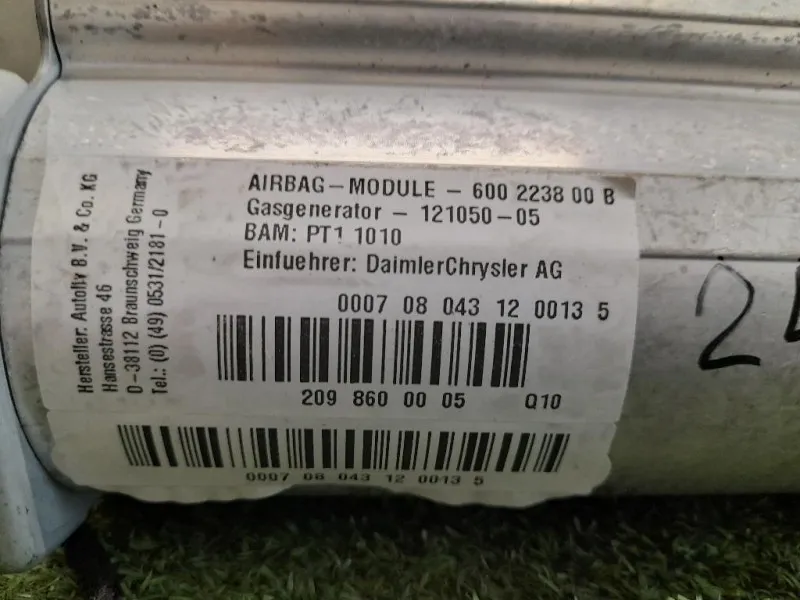 AIRBAG-MODULE - 600 2238 00 B
Gasgenerator - 121050-05
BAM: PT1 1010
Einfuehrer: DaimlerChrysler AG
0007 08 043 12 0013 5
209 860 00 05 Q10
0007 08 043 12 0013 5
Hersteller. Autoliv B.V. & Co. KG
Hansestrasse 46
D-38112 Braunschweig Germany
Tel.: (0) (49) 0531/2181-0